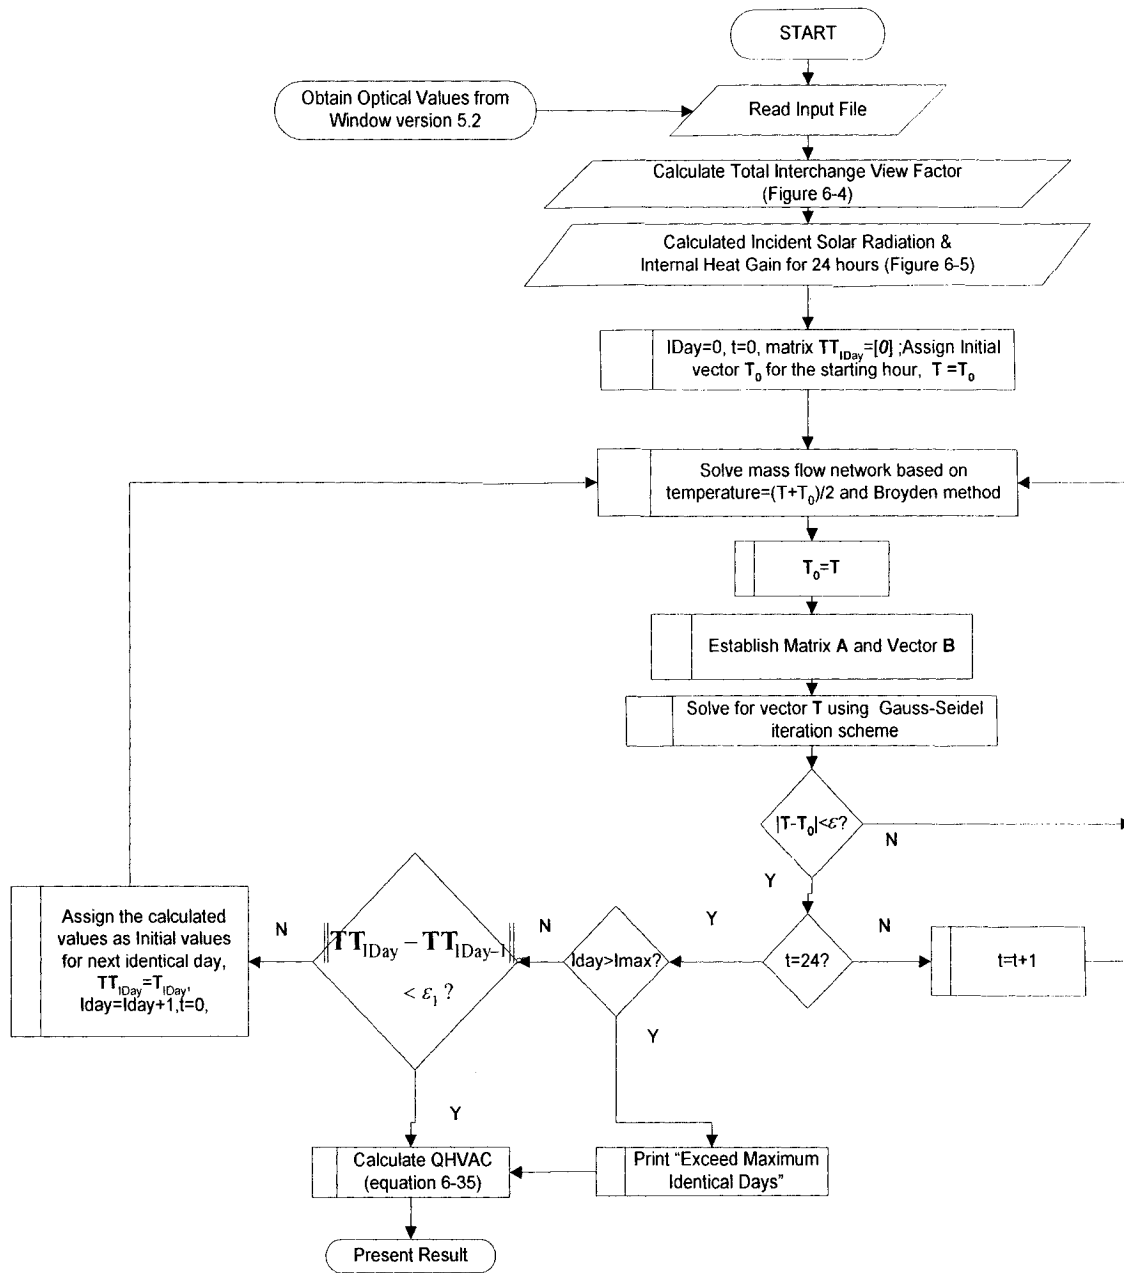 START
Obtain Optical Values from
Window version 5.2
Read Input File
Calculate Total Interchange View Factor
(Figure 6-4)
Calculated Incident Solar Radiation &
Internal Heat Gain for 24 hours (Figure 6-5)
IDay=0, t=0, matrix TT_IDay=[0] ;Assign Initial
vector T_0 for the starting hour, T =T_0
Solve mass flow network based on
temperature=(T+T_0)/2 and Broyden method
T_0=T
Establish Matrix A and Vector B
Solve for vector T using Gauss-Seidel
iteration scheme
|T-T_0|<ε?
N
Y
t=24?
N
t=t+1
Y
Iday>Imax?
N
Y
||TT_IDay − TT_IDay−1||
< ε_1 ?
N
Y
Assign the calculated
values as Initial values
for next identical day,
TT_IDay=T_IDay,
Iday=Iday+1,t=0,
Calculate QHVAC
(equation 6-35)
Print "Exceed Maximum
Identical Days"
Present Result